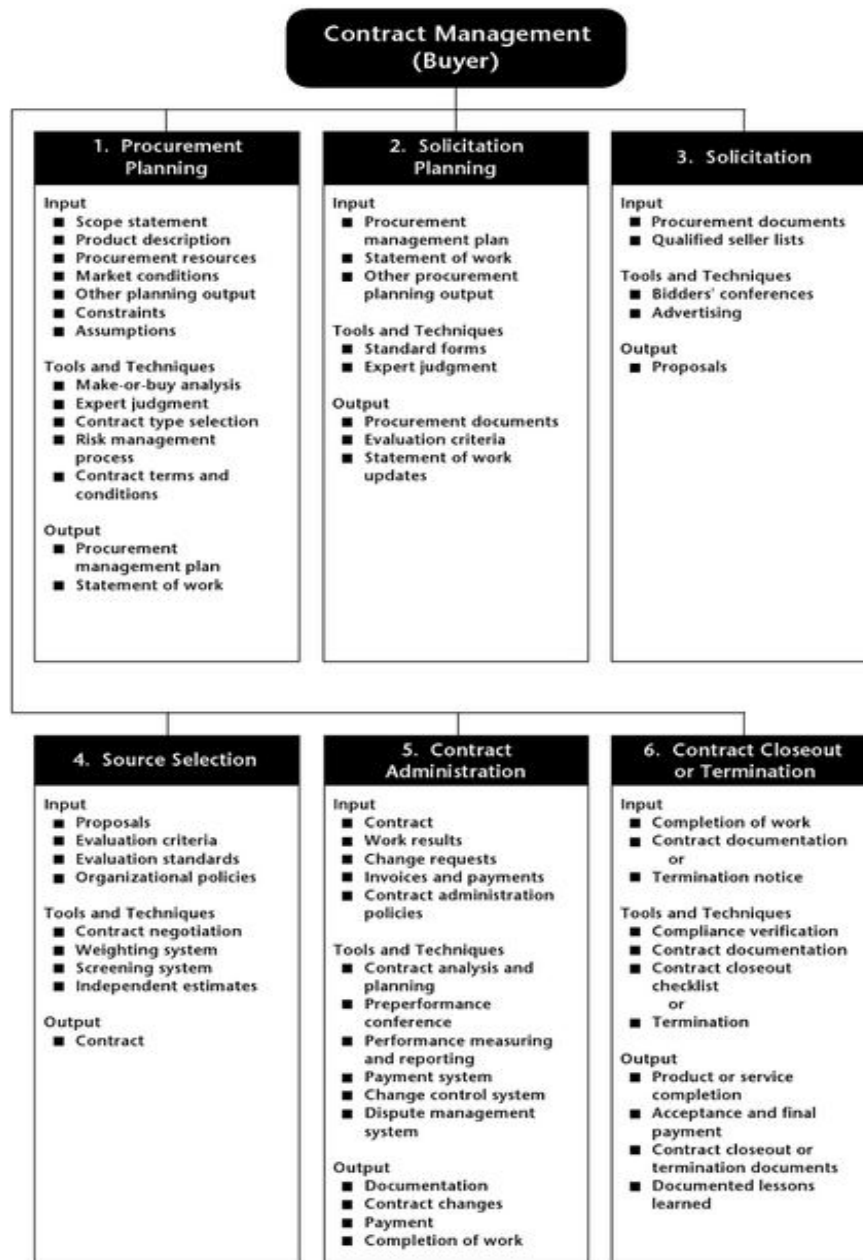 Contract Management
(Buyer)
1. Procurement
Planning
Input
■ Scope statement
■ Product description
■ Procurement resources
■ Market conditions
■ Other planning output
■ Constraints
■ Assumptions
Tools and Techniques
■ Make-or-buy analysis
■ Expert judgment
■ Contract type selection
■ Risk management
process
■ Contract terms and
conditions
Output
■ Procurement
management plan
■ Statement of work
2. Solicitation
Planning
Input
■ Procurement
management plan
■ Statement of work
■ Other procurement
planning output
Tools and Techniques
■ Standard forms
■ Expert judgment
Output
■ Procurement documents
■ Evaluation criteria
■ Statement of work
updates
3. Solicitation
Input
■ Procurement documents
■ Qualified seller lists
Tools and Techniques
■ Bidders' conferences
■ Advertising
Output
■ Proposals
4. Source Selection
Input
■ Proposals
■ Evaluation criteria
■ Evaluation standards
■ Organizational policies
Tools and Techniques
■ Contract negotiation
■ Weighting system
■ Screening system
■ Independent estimates
Output
■ Contract
5. Contract
Administration
Input
■ Contract
■ Work results
■ Change requests
■ Invoices and payments
■ Contract administration
policies
Tools and Techniques
■ Contract analysis and
planning
■ Preperformance
conference
■ Performance measuring
and reporting
■ Payment system
■ Change control system
■ Dispute management
system
Output
■ Documentation
■ Contract changes
■ Payment
■ Completion of work
6. Contract Closeout
or Termination
Input
■ Completion of work
■ Contract documentation
or
■ Termination notice
Tools and Techniques
■ Compliance verification
■ Contract documentation
■ Contract closeout
checklist
or
■ Termination
Output
■ Product or service
completion
■ Acceptance and final
payment
■ Contract closeout or
termination documents
■ Documented lessons
learned